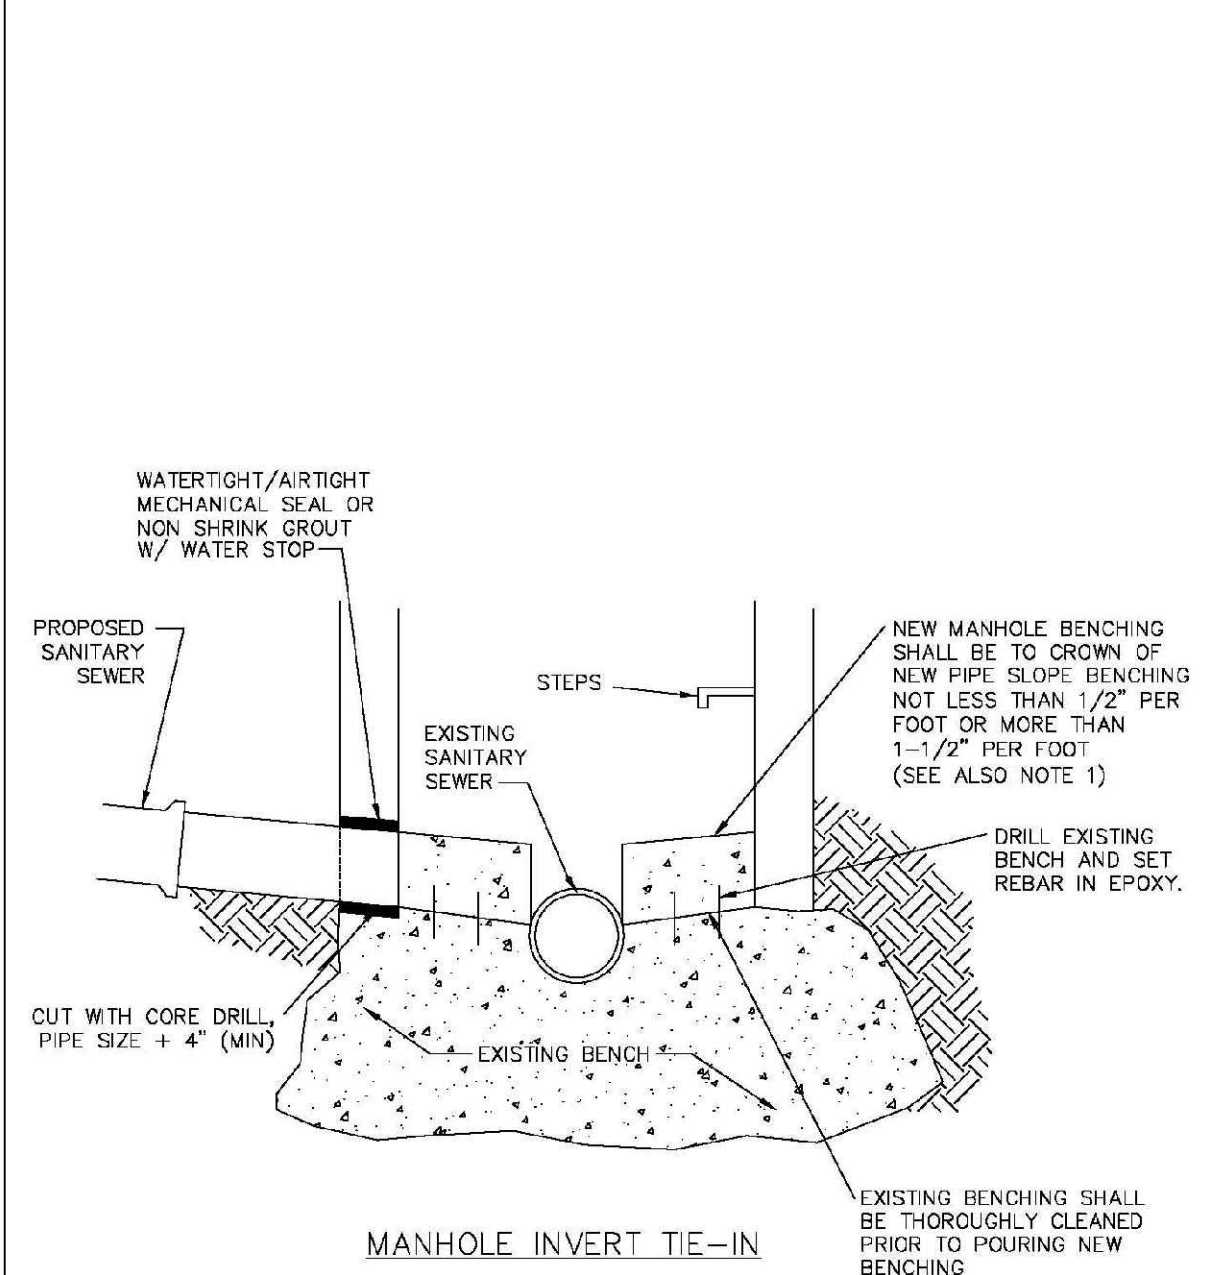 WATERTIGHT/AIRTIGHT
MECHANICAL SEAL OR
NON SHRINK GROUT
W/ WATER STOP
PROPOSED
SANITARY
SEWER
STEPS
EXISTING
SANITARY
SEWER
NEW MANHOLE BENCHING
SHALL BE TO CROWN OF
NEW PIPE SLOPE BENCHING
NOT LESS THAN 1/2" PER
FOOT OR MORE THAN
1-1/2" PER FOOT
(SEE ALSO NOTE 1)
DRILL EXISTING
BENCH AND SET
REBAR IN EPOXY.
CUT WITH CORE DRILL,
PIPE SIZE + 4" (MIN)
EXISTING BENCH
EXISTING BENCHING SHALL
BE THOROUGHLY CLEANED
PRIOR TO POURING NEW
BENCHING
MANHOLE INVERT TIE-IN